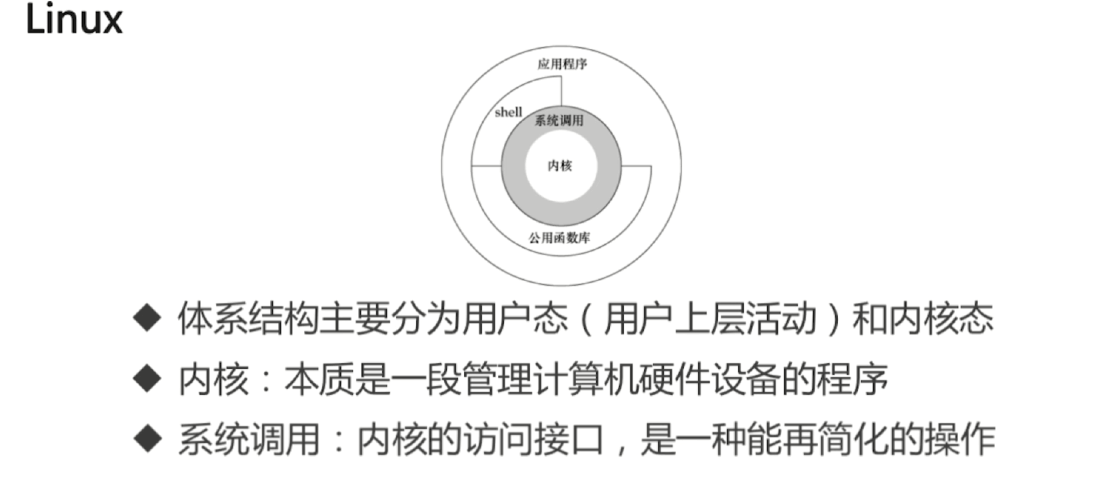 Linux
应用程序
shell
系统调用
内核
公用函数库
◆ 体系结构主要分为用户态（用户上层活动）和内核态
◆ 内核：本质是一段管理计算机硬件设备的程序
◆ 系统调用：内核的访问接口，是一种能再简化的操作